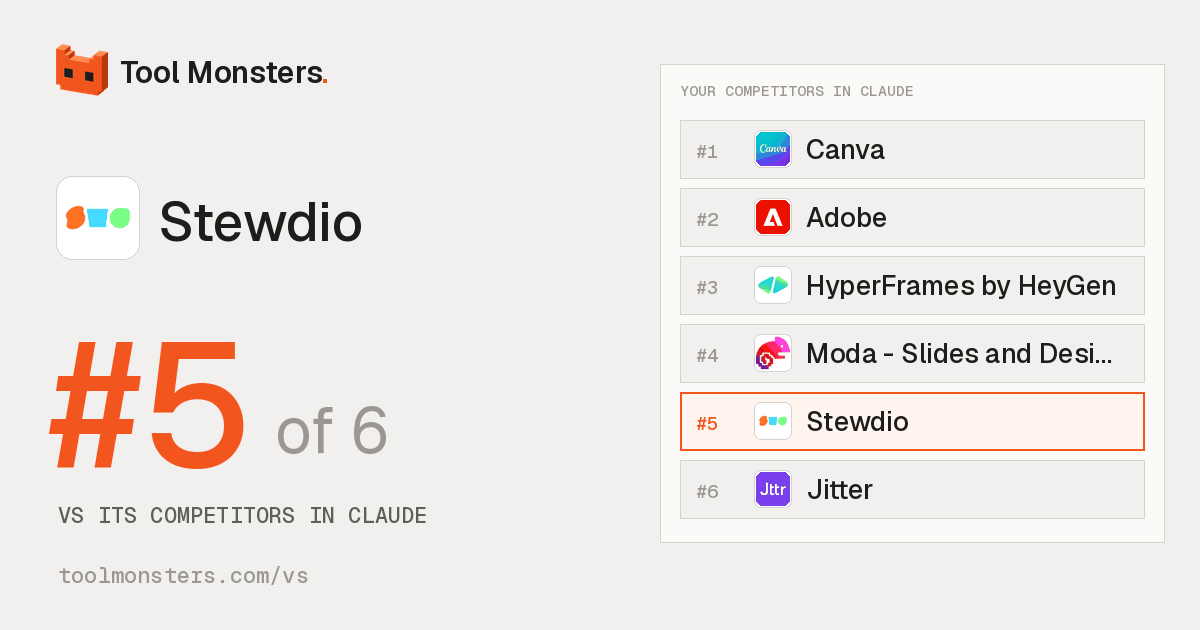 Tool Monsters.
Stewdio
#5 of 6
VS ITS COMPETITORS IN CLAUDE
toolmonsters.com/vs
YOUR COMPETITORS IN CLAUDE
#1 Canva Canva
#2 Adobe
#3 HyperFrames by HeyGen
#4 Moda - Slides and Desi...
#5 Stewdio
#6 Jttr Jitter